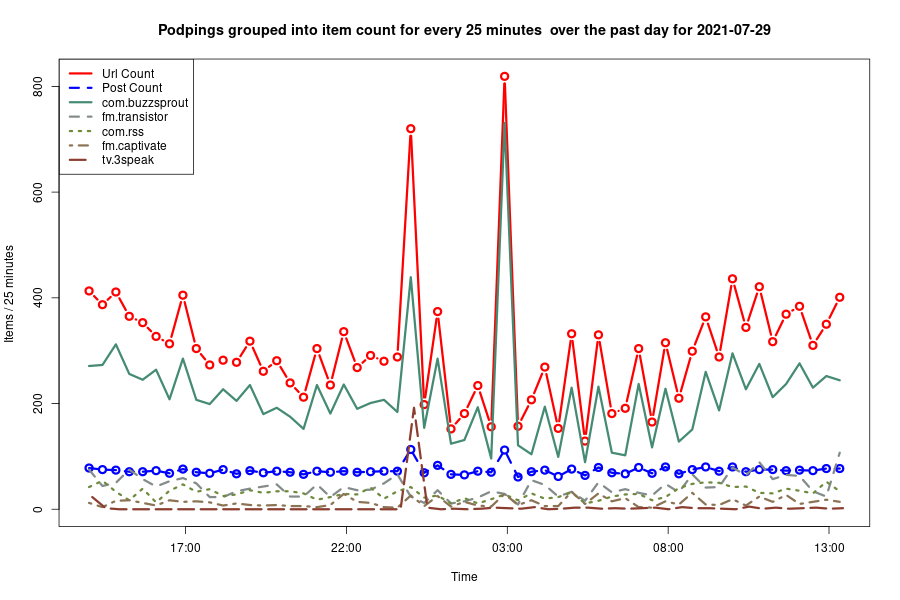 Podpings grouped into item count for every 25 minutes  over the past day for 2021-07-29
Url Count
Post Count
com.buzzsprout
fm.transistor
com.rss
fm.captivate
tv.3speak
800
600
400
200
0
Items / 25 minutes
17:00 22:00 03:00 08:00 13:00
Time